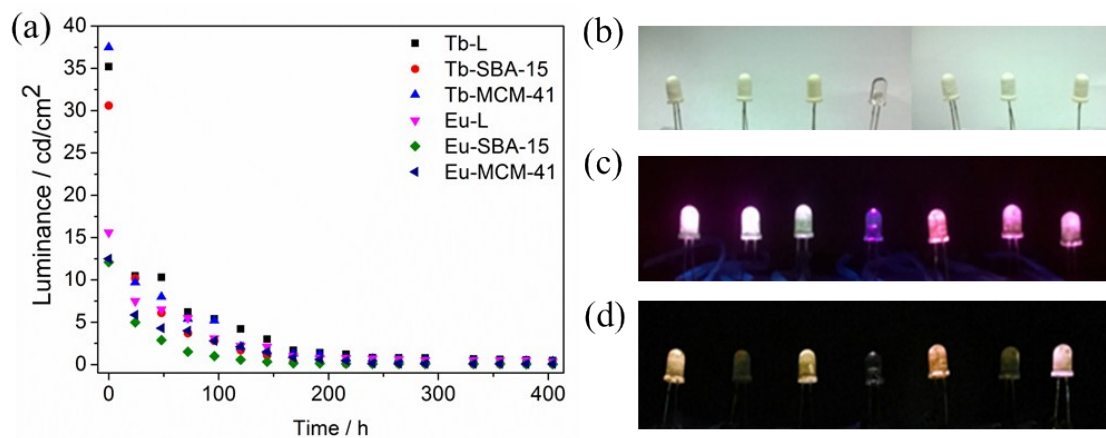 (a)
40
35
30
25
20
15
10
5
0
Luminance / cd/cm²
0 100 200 300 400
Time / h
Tb-L
Tb-SBA-15
Tb-MCM-41
Eu-L
Eu-SBA-15
Eu-MCM-41
(b)
(c)
(d)